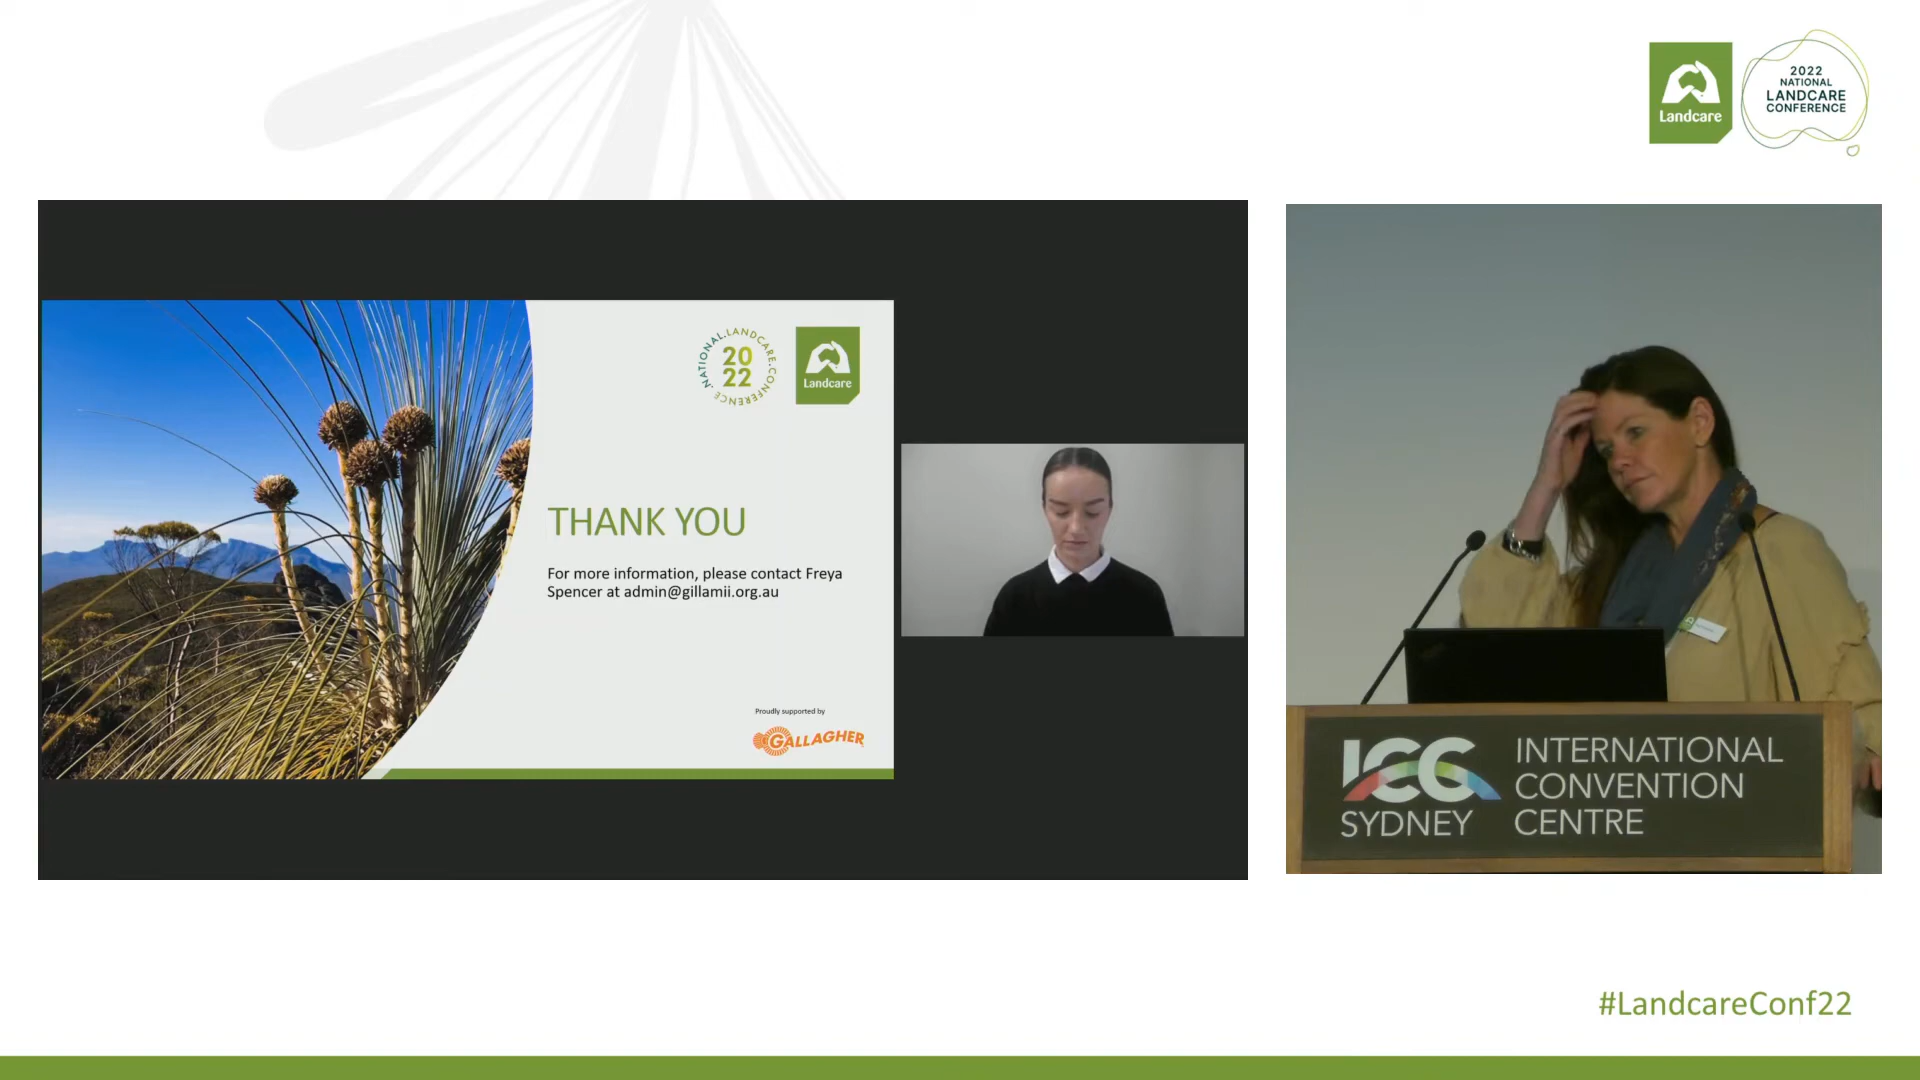 Landcare
2022
NATIONAL
LANDCARE
CONFERENCE
NATIONAL.LANDCARE.CONFERENCE.
20
22
Landcare
THANK YOU
For more information, please contact Freya
Spencer at admin@gillamii.org.au
Proudly supported by
GALLAGHER
ICC
SYDNEY
INTERNATIONAL
CONVENTION
CENTRE
#LandcareConf22